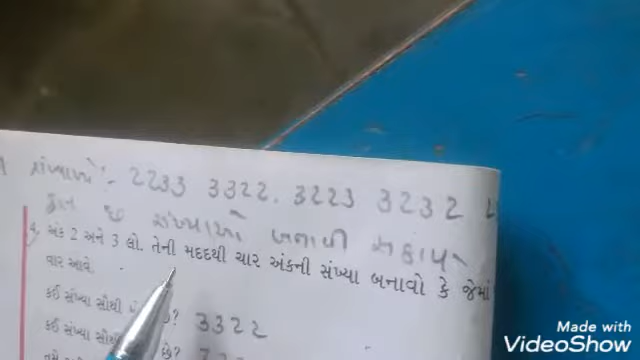 સંખ્યાઓ :- 2233 3322. 3223 3232
કુલ છ સંખ્યાઓ બનાવી શકાય
4. અંક 2 અને 3 લો. તેની મદદથી ચાર અંકની સંખ્યા બનાવો કે જેમાં
વાર આવે.
કઈ સંખ્યા સૌથી છે? 3322
કઈ સંખ્યા સૌથી છે?
તમે
Made with
VideoShow